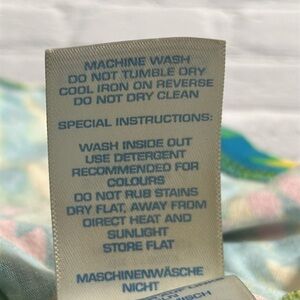 MACHINE WASH
DO NOT TUMBLE DRY
COOL IRON ON REVERSE
DO NOT DRY CLEAN
SPECIAL INSTRUCTIONS:
WASH INSIDE OUT
USE DETERGENT
RECOMMENDED FOR
COLOURS
DO NOT RUB STAINS
DRY FLAT, AWAY FROM
DIRECT HEAT AND
SUNLIGHT
STORE FLAT
MASCHINENWÄSCHE
NICHT